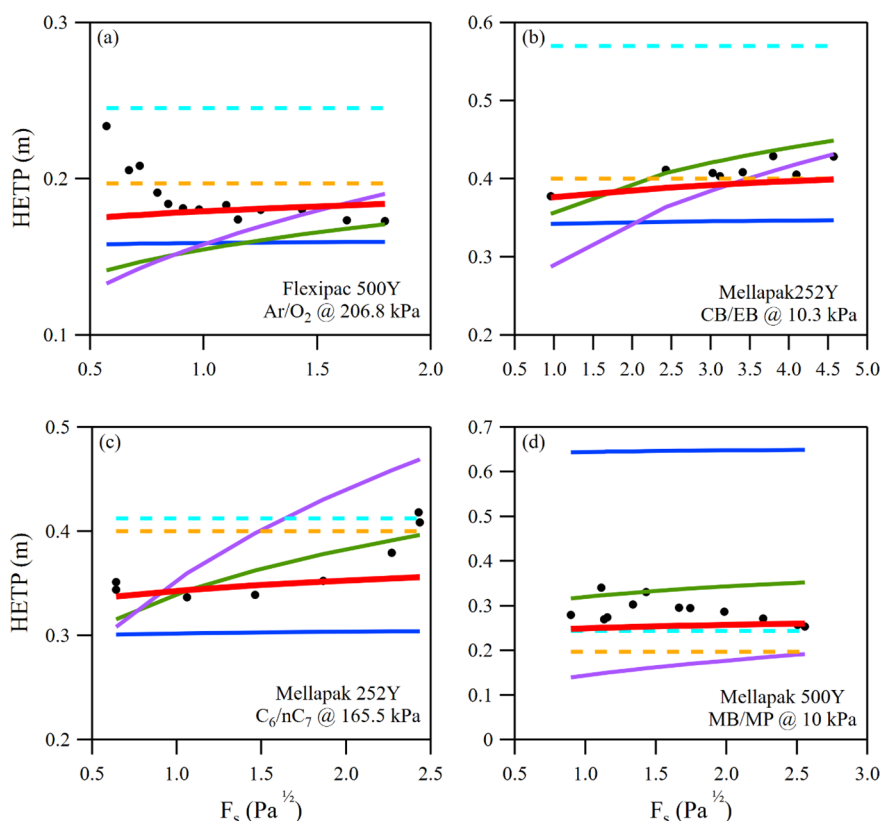 (a)
HETP (m)
0.3
0.2
0.1
0.5
1.0
1.5
2.0
Flexipac 500Y
Ar/O₂ @ 206.8 kPa
(b)
0.6
0.5
0.4
0.3
0.2
0.5 1.0 1.5 2.0 2.5 3.0 3.5 4.0 4.5 5.0
Mellapak252Y
CB/EB @ 10.3 kPa
(c)
HETP (m)
0.5
0.4
0.3
0.2
0.5
1.0
1.5
2.0
2.5
Mellapak 252Y
C₆/nC₇ @ 165.5 kPa
Fₛ (Pa ½)
(d)
0.7
0.6
0.5
0.4
0.3
0.2
0.1
0
0.5
1.0
1.5
2.0
2.5
3.0
Mellapak 500Y
MB/MP @ 10 kPa
Fₛ (Pa ½)